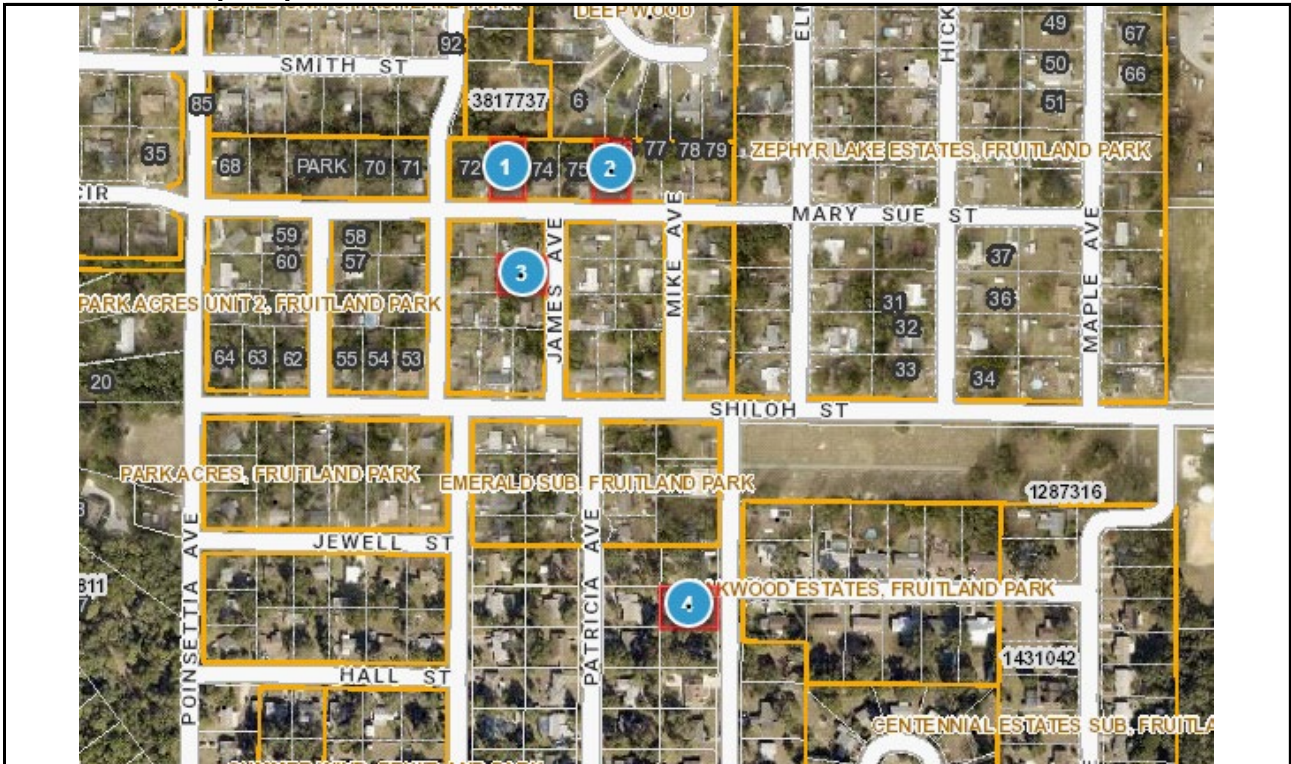 DEEPWOOD
ELM
HICK
49
67
92
SMITH ST
50
66
3817737
6
51
85
35
68
PARK
70
71
72
1
74
75
2
77
78
79
ZEPHYR LAKE ESTATES, FRUITLAND PARK
CIR
MARY SUE ST
59
58
60
57
3
JAMES AVE
MIKE AVE
MAPLE AVE
37
36
31
32
33
34
PARK ACRES UNIT 2, FRUITLAND PARK
64
63
62
55
54
53
20
SHILOH ST
PARK ACRES, FRUITLAND PARK
EMERALD SUB, FRUITLAND PARK
1287316
POINSETTIA AVE
JEWELL ST
PATRICIA AVE
811
4
KWOOD ESTATES, FRUITLAND PARK
HALL ST
1431042
CENTENNIAL ESTATES SUB, FRUITLA